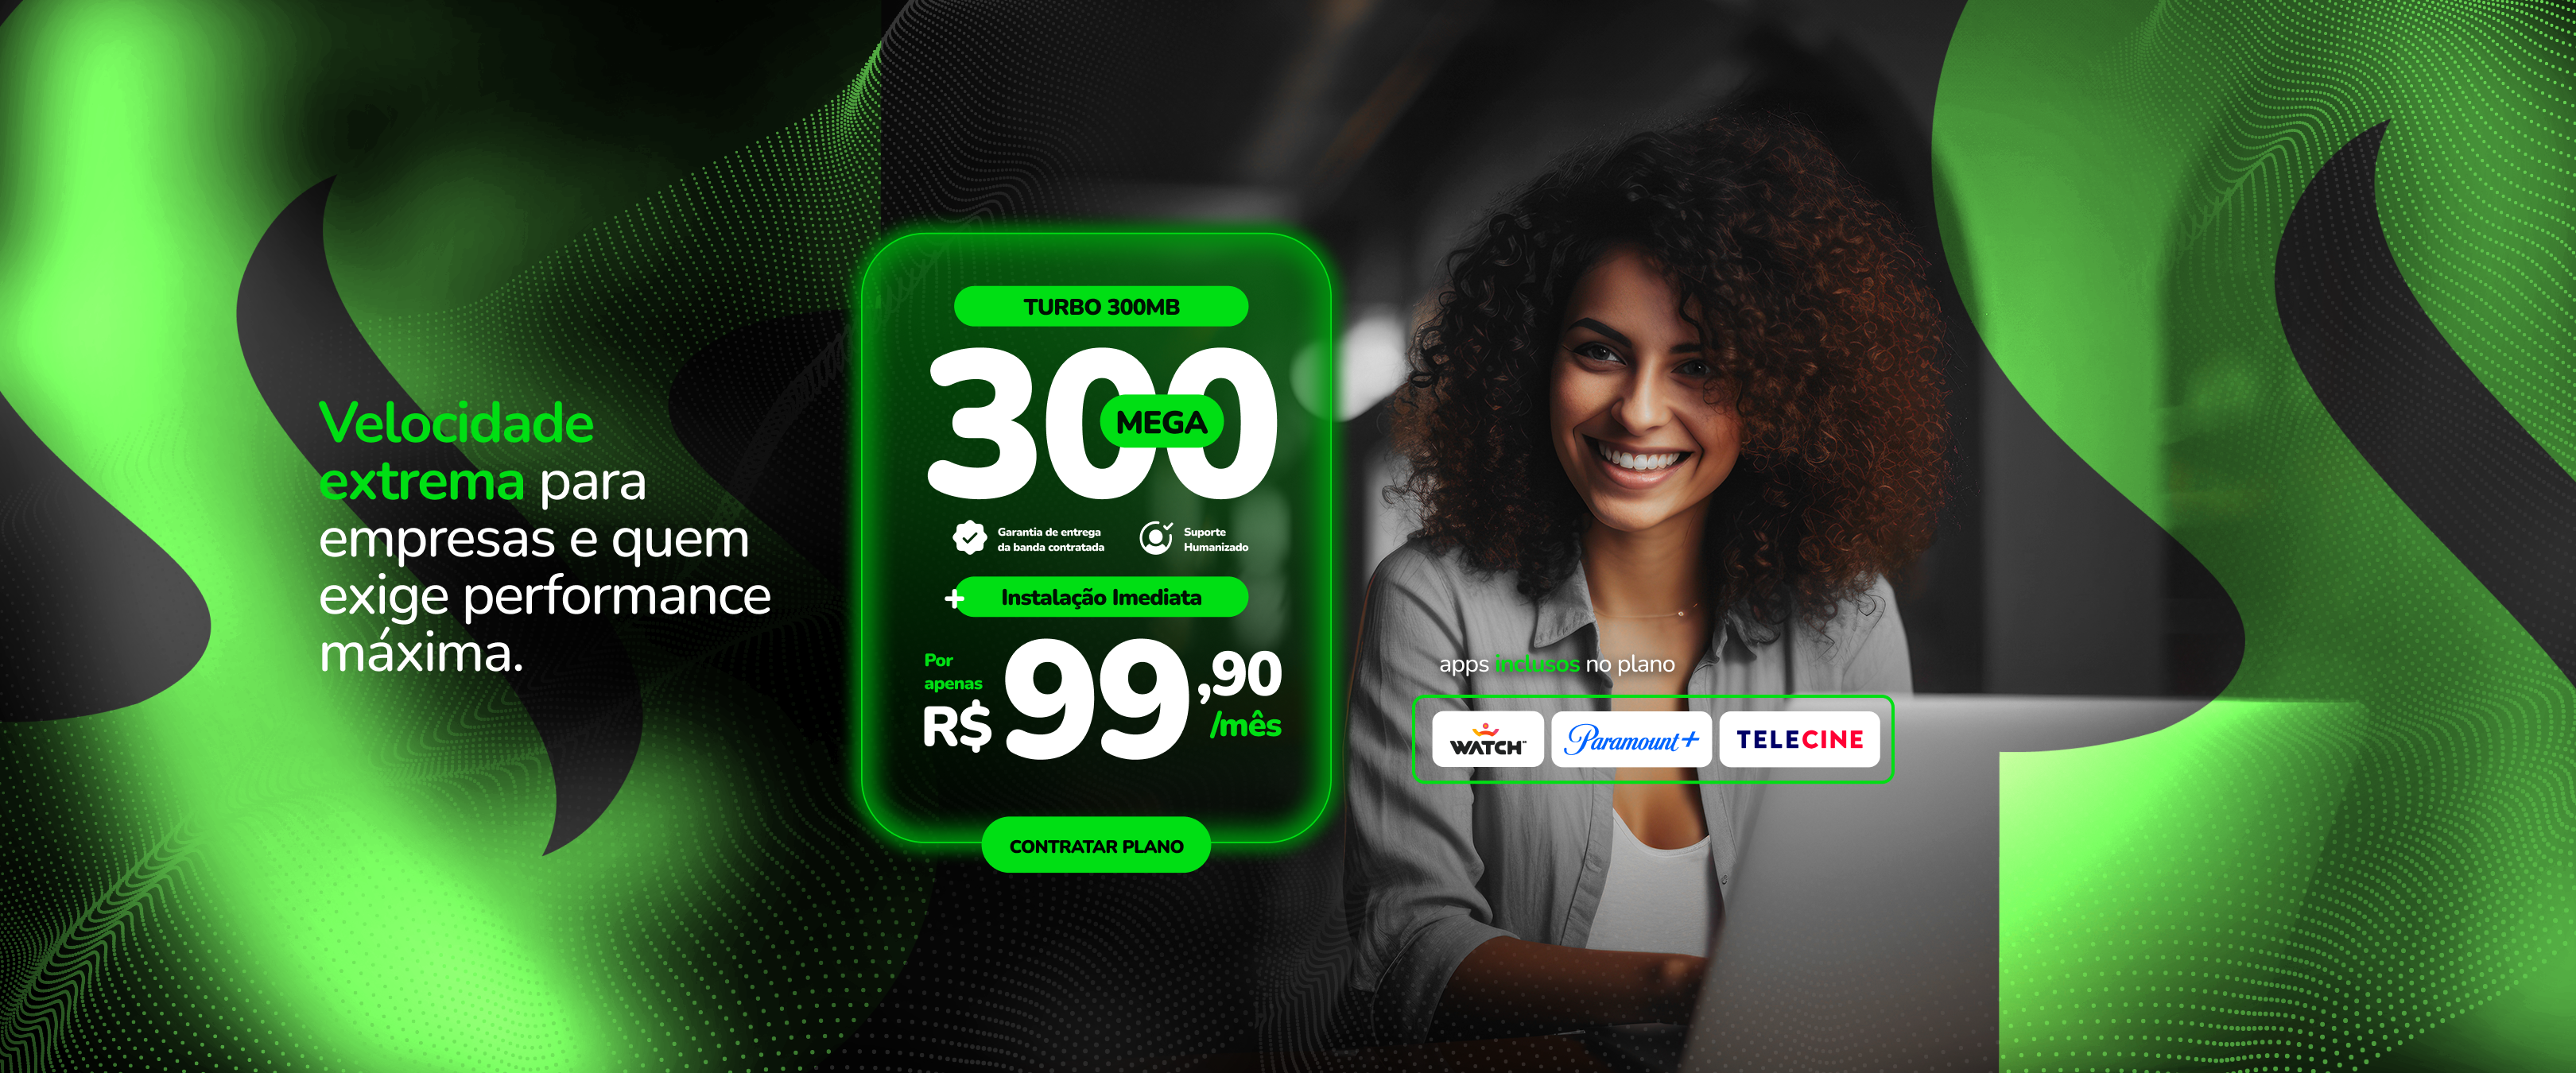 Velocidade
extrema para
empresas e quem
exige performance
máxima.
TURBO 300MB
300
MEGA
Garantia de entrega
da banda contratada
Suporte
Humanizado
+ Instalação Imediata
Por
apenas
R$ 99,90
/mês
CONTRATAR PLANO
apps inclusos no plano
WATCH Paramount+ TELECINE